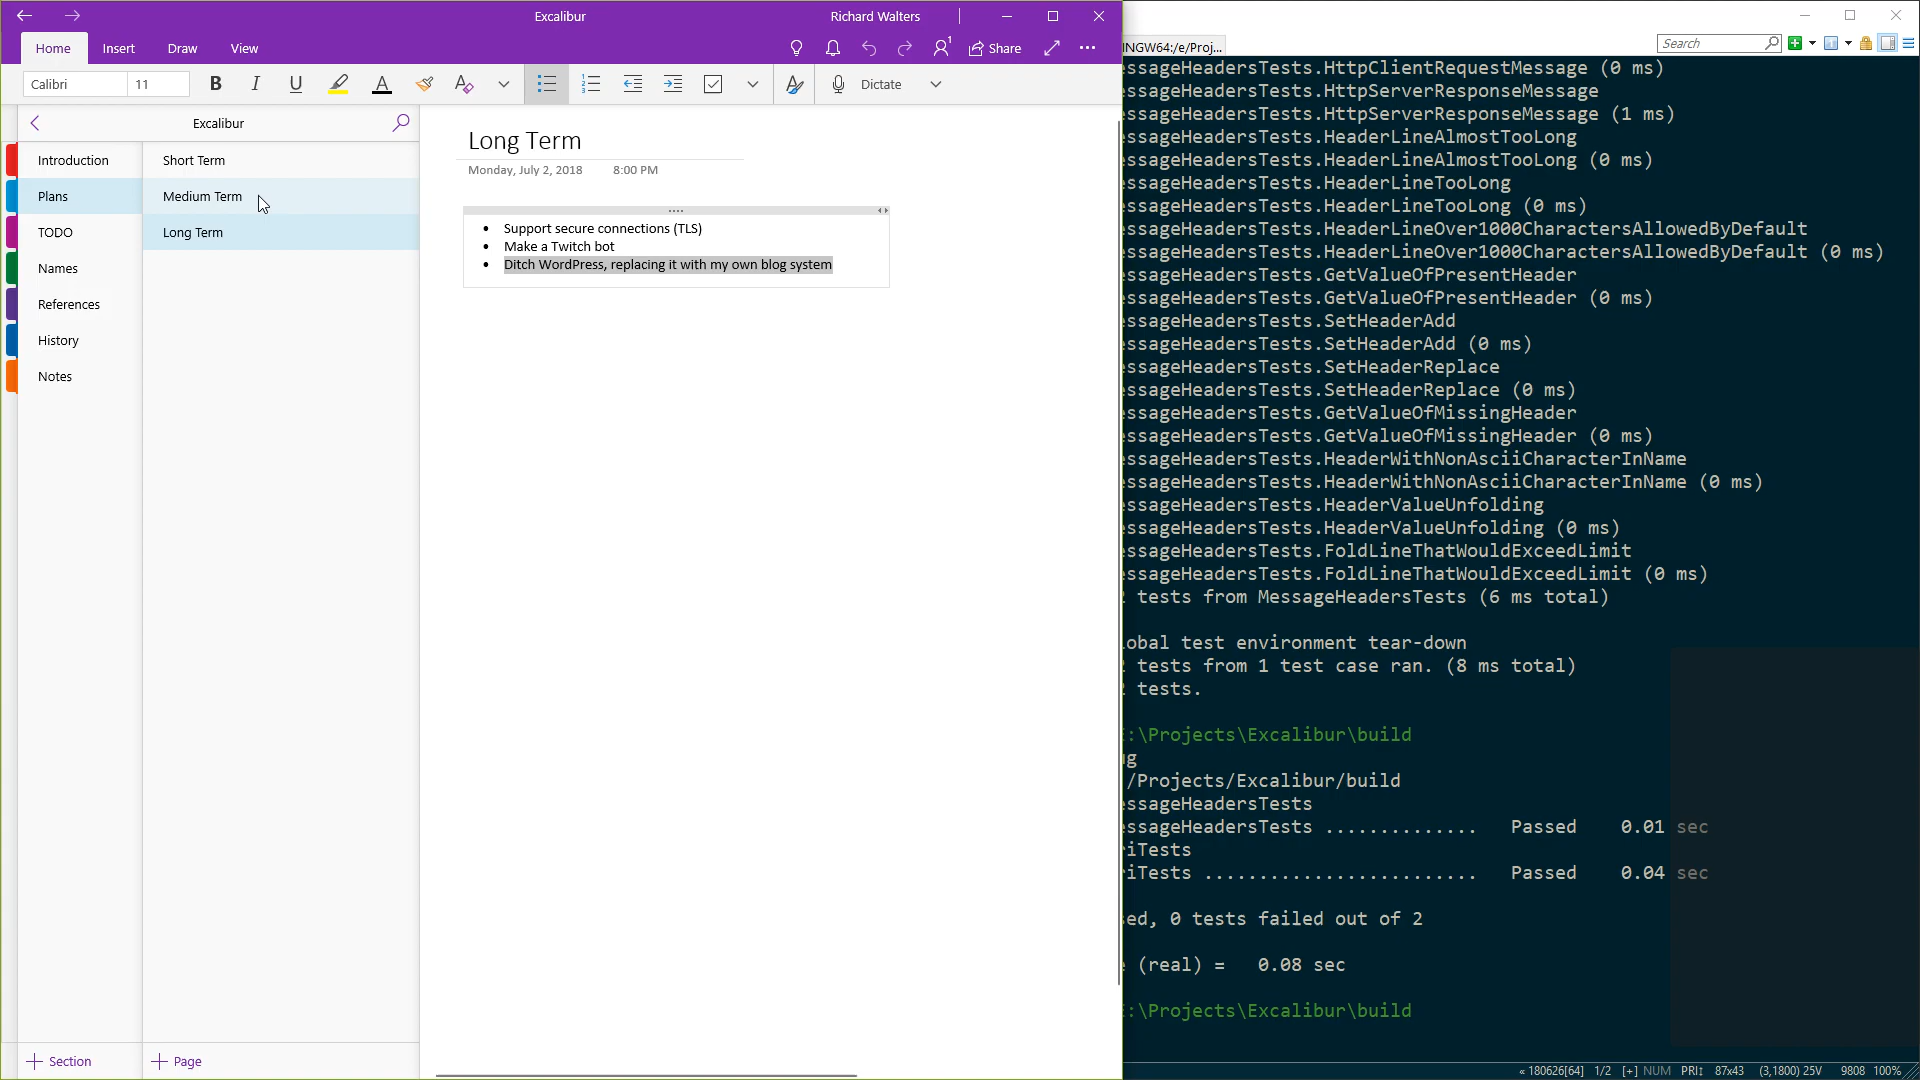 Excalibur
Richard Walters
Home
Insert
Draw
View
Share
Calibri
11
B
I
U
A
Dictate
Excalibur
Introduction
Plans
TODO
Names
References
History
Notes
Section
Short Term
Medium Term
Long Term
Page
Long Term
Monday, July 2, 2018
8:00 PM
• Support secure connections (TLS)
• Make a Twitch bot
• Ditch WordPress, replacing it with my own blog system
INGW64:/e/Proj...
Search
essageHeadersTests.HttpClientRequestMessage (0 ms)
essageHeadersTests.HttpServerResponseMessage
essageHeadersTests.HttpServerResponseMessage (1 ms)
essageHeadersTests.HeaderLineAlmostTooLong
essageHeadersTests.HeaderLineAlmostTooLong (0 ms)
essageHeadersTests.HeaderLineTooLong
essageHeadersTests.HeaderLineTooLong (0 ms)
essageHeadersTests.HeaderLineOver1000CharactersAllowedByDefault
essageHeadersTests.HeaderLineOver1000CharactersAllowedByDefault (0 ms)
essageHeadersTests.GetValueOfPresentHeader
essageHeadersTests.GetValueOfPresentHeader (0 ms)
essageHeadersTests.SetHeaderAdd
essageHeadersTests.SetHeaderAdd (0 ms)
essageHeadersTests.SetHeaderReplace
essageHeadersTests.SetHeaderReplace (0 ms)
essageHeadersTests.GetValueOfMissingHeader
essageHeadersTests.GetValueOfMissingHeader (0 ms)
essageHeadersTests.HeaderWithNonAsciiCharacterInName
essageHeadersTests.HeaderWithNonAsciiCharacterInName (0 ms)
essageHeadersTests.HeaderValueUnfolding
essageHeadersTests.HeaderValueUnfolding (0 ms)
essageHeadersTests.FoldLineThatWouldExceedLimit
essageHeadersTests.FoldLineThatWouldExceedLimit (0 ms)
tests from MessageHeadersTests (6 ms total)
obal test environment tear-down
tests from 1 test case ran. (8 ms total)
tests.
:\Projects\Excalibur\build
g
/Projects/Excalibur/build
essageHeadersTests
essageHeadersTests .............. Passed 0.01 sec
iTests
iTests ......................... Passed 0.04 sec
ed, 0 tests failed out of 2
(real) = 0.08 sec
:\Projects\Excalibur\build
« 180626[64] 1/2 [+] NUM PRI↕ 87x43 (3,1800) 25V 9808 100%